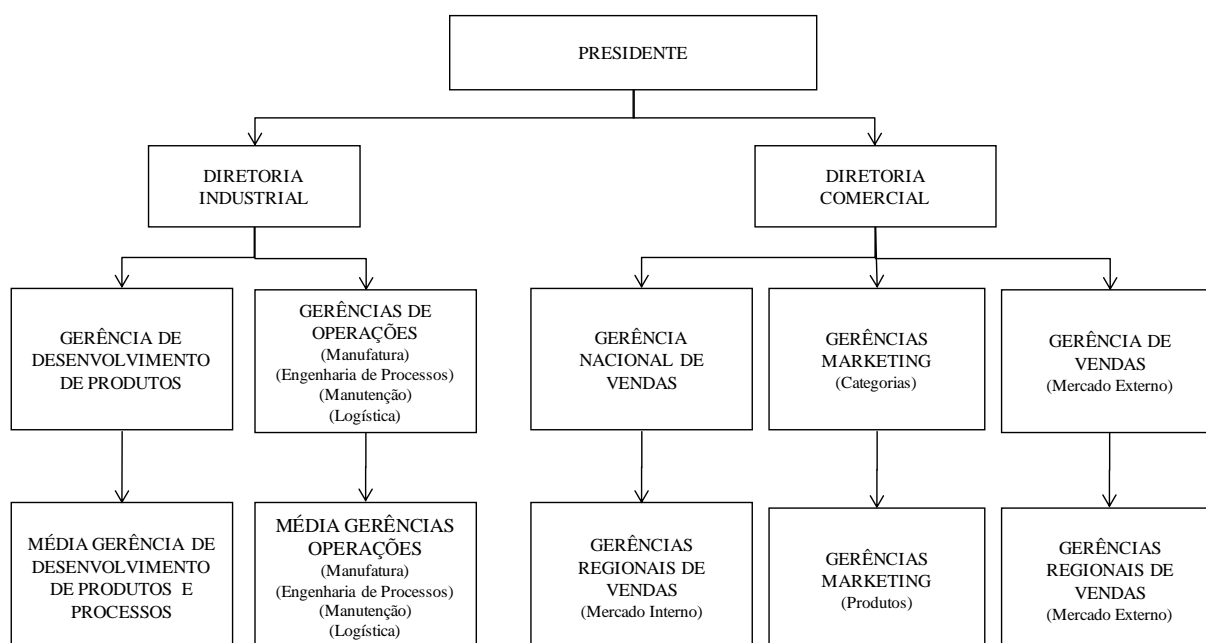 PRESIDENTE
DIRETORIA
INDUSTRIAL
DIRETORIA
COMERCIAL
GERÊNCIA DE
DESENVOLVIMENTO
DE PRODUTOS
GERÊNCIAS DE
OPERAÇÕES
(Manufatura)
(Engenharia de Processos)
(Manutenção)
(Logística)
GERÊNCIA
NACIONAL DE
VENDAS
GERÊNCIAS
MARKETING
(Categorias)
GERÊNCIA DE
VENDAS
(Mercado Externo)
MÉDIA GERÊNCIA DE
DESENVOLVIMENTO
DE PRODUTOS E
PROCESSOS
MÉDIA GERÊNCIAS
OPERAÇÕES
(Manufatura)
(Engenharia de Processos)
(Manutenção)
(Logística)
GERÊNCIAS
REGIONAIS DE
VENDAS
(Mercado Interno)
GERÊNCIAS
MARKETING
(Produtos)
GERÊNCIAS
REGIONAIS DE
VENDAS
(Mercado Externo)